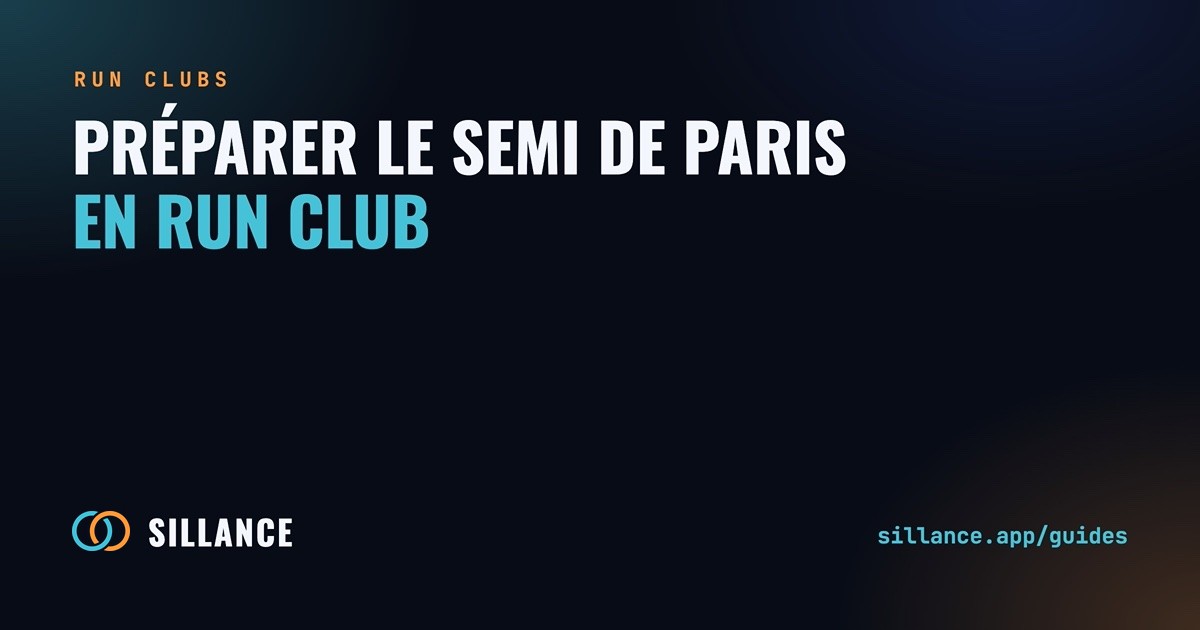 RUN CLUBS
PRÉPARER LE SEMI DE PARIS
EN RUN CLUB
SILLANCE
sillance.app/guides